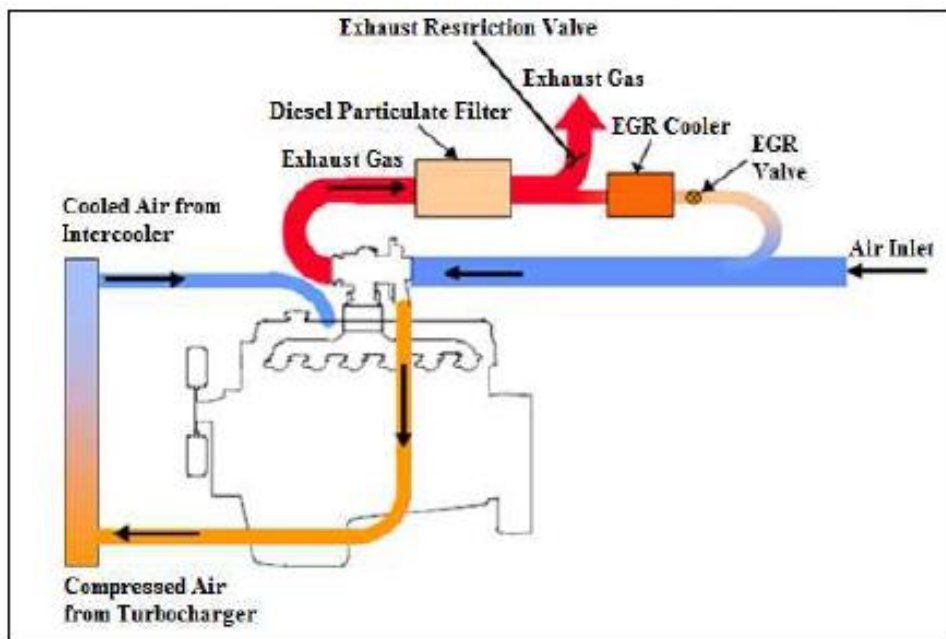 Exhaust Restriction Valve
Exhaust Gas
Diesel Particulate Filter
EGR Cooler
EGR
Valve
Exhaust Gas
Cooled Air from
Intercooler
Air Inlet
Compressed Air
from Turbocharger